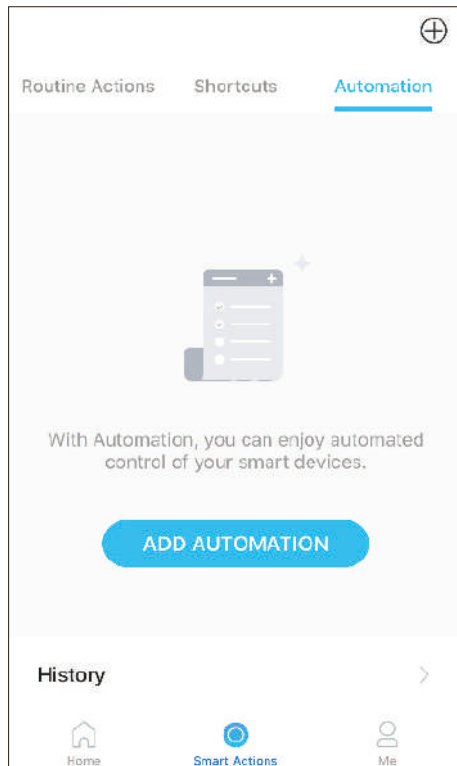 Routine Actions Shortcuts Automation
With Automation, you can enjoy automated
control of your smart devices.
ADD AUTOMATION
History
Home Smart Actions Me